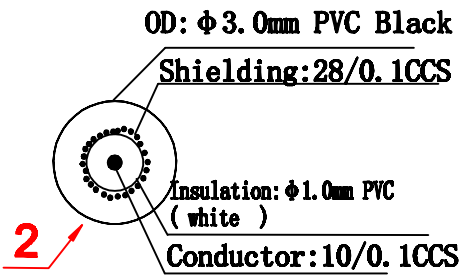 OD: φ3.0mm PVC Black
Shielding:28/0.1CCS
Insulation: φ1.0mm PVC
( white )
2
Conductor:10/0.1CCS